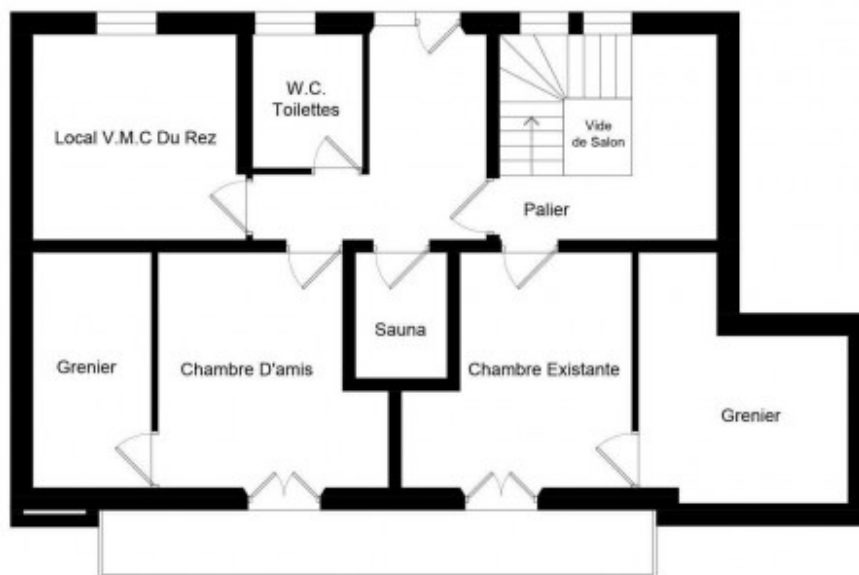 W.C.
Toilettes
Local V.M.C Du Rez
Vide
de Salon
Palier
Sauna
Grenier
Chambre D'amis
Chambre Existante
Grenier